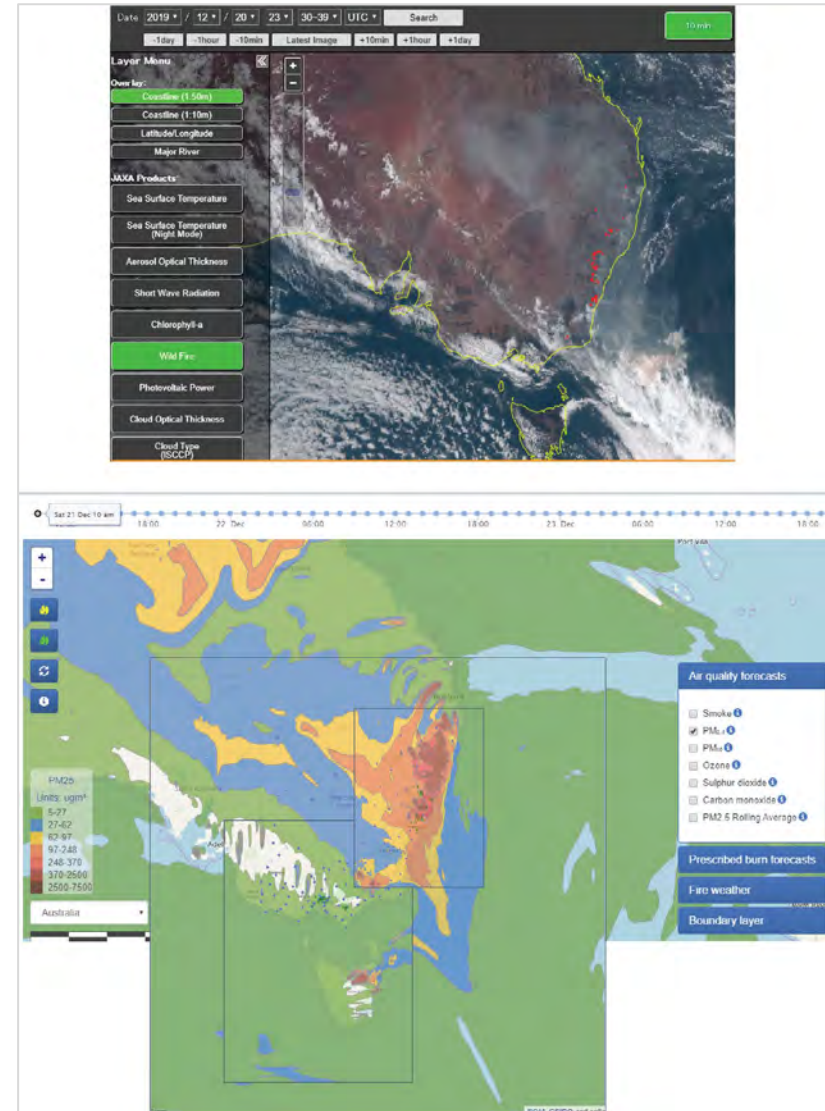 Date 2019 / 12 / 20 23 30-39 UTC Search
-1day -1hour -10min Latest Image +10min +1hour +1day
10 min
Layer Menu
Overlay:
Coastline (1:50m)
Coastline (1:10m)
Latitude/Longitude
Major River
JAXA Products
Sea Surface Temperature
Sea Surface Temperature
(Night Mode)
Aerosol Optical Thickness
Short Wave Radiation
Chlorophyll-a
Wild Fire
Photovoltaic Power
Cloud Optical Thickness
Cloud Type
(ISCCP)
+
-
Sat 21 Dec 10 am
18:00 22 Dec 06:00 12:00 18:00 21 Dec 06:00 12:00 18:00
+
-
Air quality forecasts
Smoke
PM2.5
PM10
Ozone
Sulphur dioxide
Carbon monoxide
PM2.5 Rolling Average
Prescribed burn forecasts
Fire weather
Boundary layer
PM25
Units: ugm³
5-27
27-62
62-97
97-248
248-370
370-2500
2500-7500
Australia